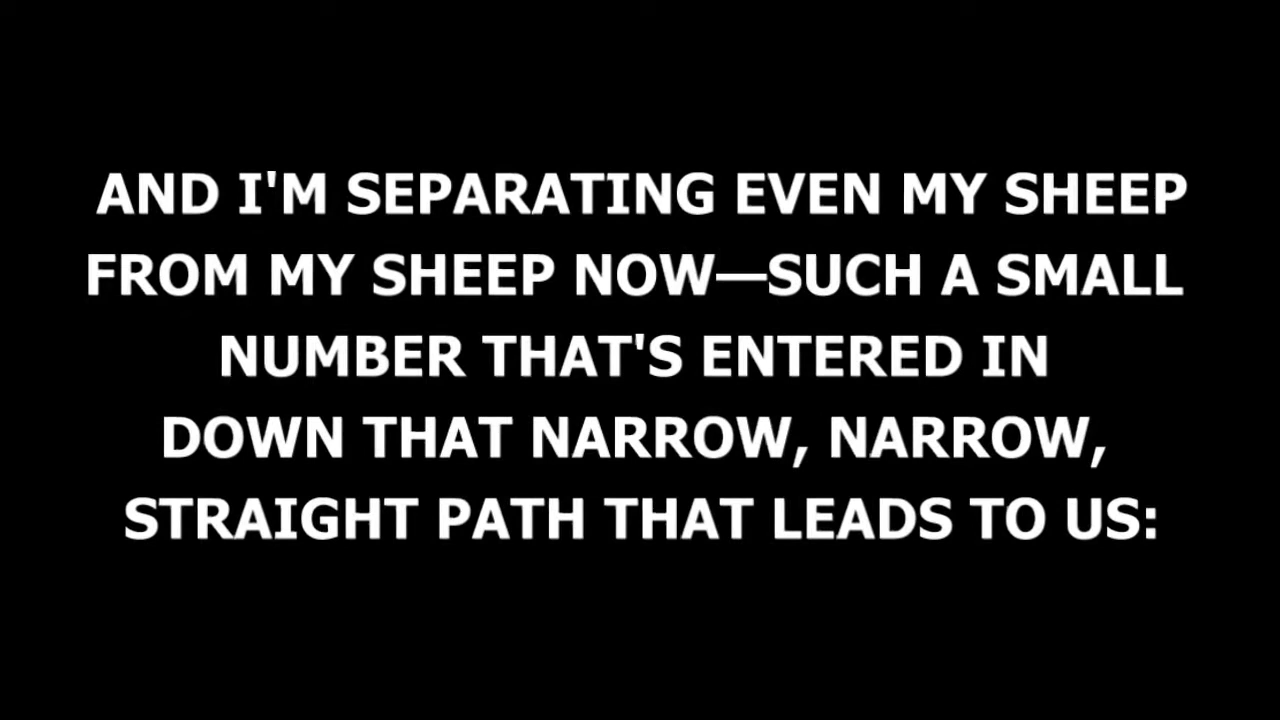 AND I'M SEPARATING EVEN MY SHEEP
FROM MY SHEEP NOW—SUCH A SMALL
NUMBER THAT'S ENTERED IN
DOWN THAT NARROW, NARROW,
STRAIGHT PATH THAT LEADS TO US: